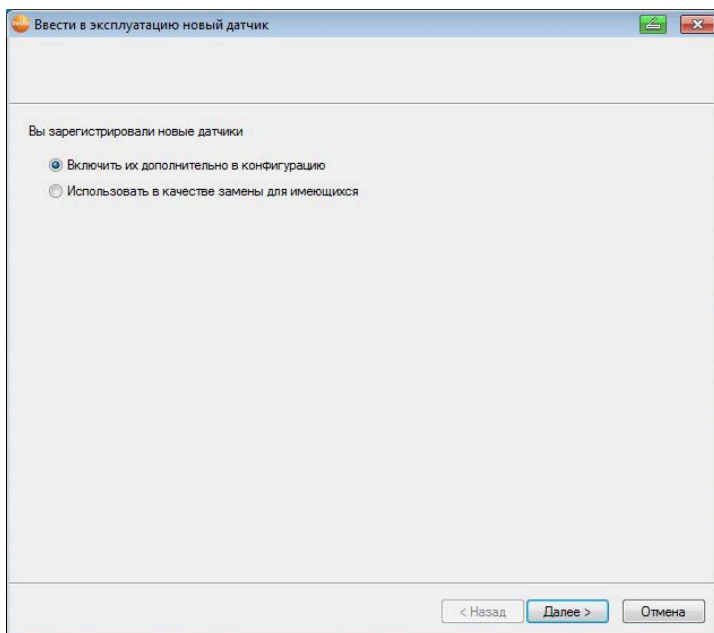 Ввести в эксплуатацию новый датчик
Вы зарегистрировали новые датчики
Включить их дополнительно в конфигурацию
Использовать в качестве замены для имеющихся
< Назад
Далее >
Отмена